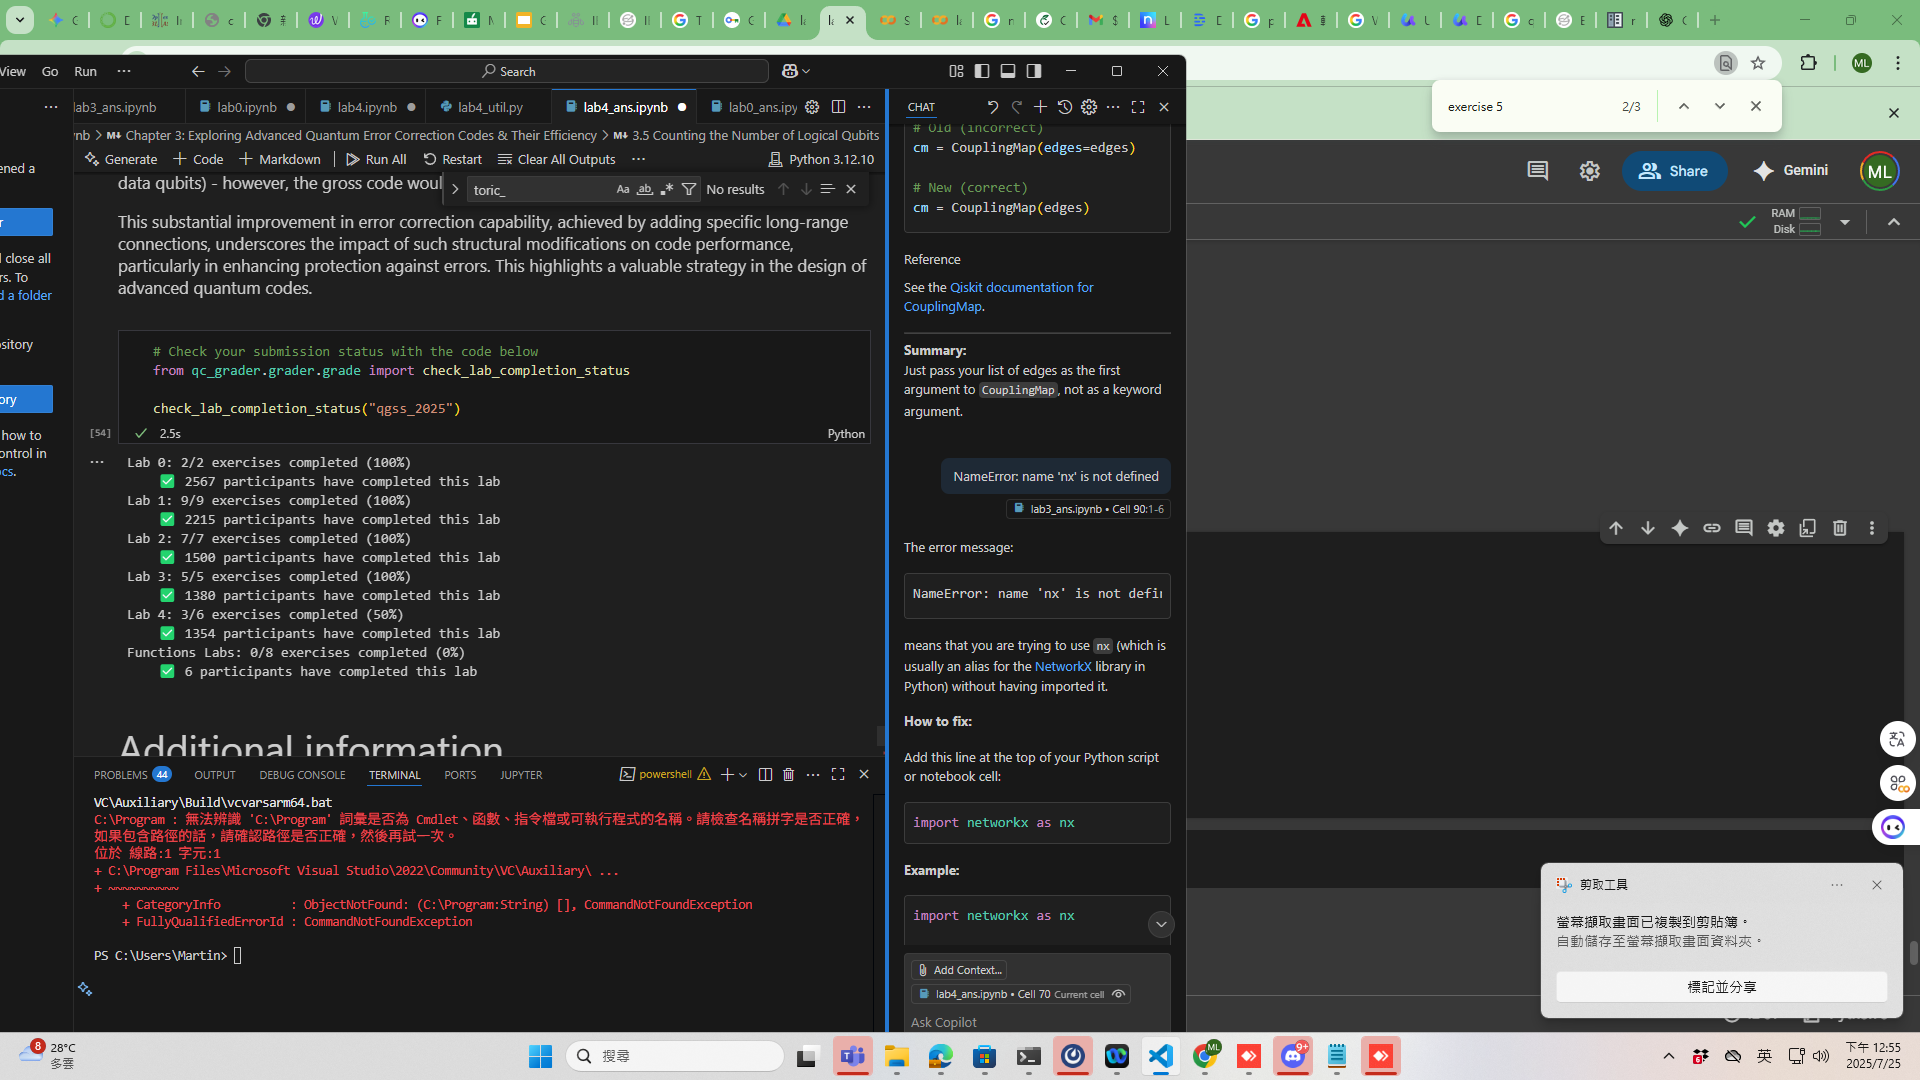 exercise 5
2/3
View
Go
Run
Search
lab3_ans.ipynb
lab0.ipynb
lab4.ipynb
lab4_util.py
lab4_ans.ipynb
lab0_ans.ipy
CHAT
ynb > Chapter 3: Exploring Advanced Quantum Error Correction Codes & Their Efficiency > 3.5 Counting the Number of Logical Qubits
Generate
Code
Markdown
Run All
Restart
Clear All Outputs
Python 3.12.10
ened a
r
d close all
rs. To
d a folder
ository
ory
how to
ontrol in
ocs.
data qubits) - however, the gross code woul
toric_
Aa
ab
No results
This substantial improvement in error correction capability, achieved by adding specific long-range
connections, underscores the impact of such structural modifications on code performance,
particularly in enhancing protection against errors. This highlights a valuable strategy in the design of
advanced quantum codes.
# Check your submission status with the code below
from qc_grader.grader.grade import check_lab_completion_status
check_lab_completion_status("qgss_2025")
[54]
2.5s
Python
Lab 0: 2/2 exercises completed (100%)
✅ 2567 participants have completed this lab
Lab 1: 9/9 exercises completed (100%)
✅ 2215 participants have completed this lab
Lab 2: 7/7 exercises completed (100%)
✅ 1500 participants have completed this lab
Lab 3: 5/5 exercises completed (100%)
✅ 1380 participants have completed this lab
Lab 4: 3/6 exercises completed (50%)
✅ 1354 participants have completed this lab
Functions Labs: 0/8 exercises completed (0%)
✅ 6 participants have completed this lab
Additional information
PROBLEMS 44
OUTPUT
DEBUG CONSOLE
TERMINAL
PORTS
JUPYTER
powershell
VC\Auxiliary\Build\vcvarsarm64.bat
C:\Program : 無法辨識 'C:\Program' 詞彙是否為 Cmdlet、函數、指令檔或可執行程式的名稱。請檢查名稱拼字是否正確，
如果包含路徑的話，請確認路徑是否正確，然後再試一次。
位於 線路:1 字元:1
+ C:\Program Files\Microsoft Visual Studio\2022\Community\VC\Auxiliary\ ...
+ ~~~~~~~~~~
+ CategoryInfo          : ObjectNotFound: (C:\Program:String) [], CommandNotFoundException
+ FullyQualifiedErrorId : CommandNotFoundException
PS C:\Users\Martin>
# Old (incorrect)
cm = CouplingMap(edges=edges)
# New (correct)
cm = CouplingMap(edges)
Reference
See the Qiskit documentation for
CouplingMap.
Summary:
Just pass your list of edges as the first
argument to CouplingMap, not as a keyword
argument.
NameError: name 'nx' is not defined
lab3_ans.ipynb • Cell 90:1-6
The error message:
NameError: name 'nx' is not defin
means that you are trying to use nx (which is
usually an alias for the NetworkX library in
Python) without having imported it.
How to fix:
Add this line at the top of your Python script
or notebook cell:
import networkx as nx
Example:
import networkx as nx
Add Context...
lab4_ans.ipynb • Cell 70 Current cell
Ask Copilot
Share
Gemini
ML
RAM
Disk
剪取工具
螢幕擷取畫面已複製到剪貼簿。
自動儲存至螢幕擷取畫面資料夾。
標記並分享
8
28°C
多雲
搜尋
ML
9+
英
下午 12:55
2025/7/25